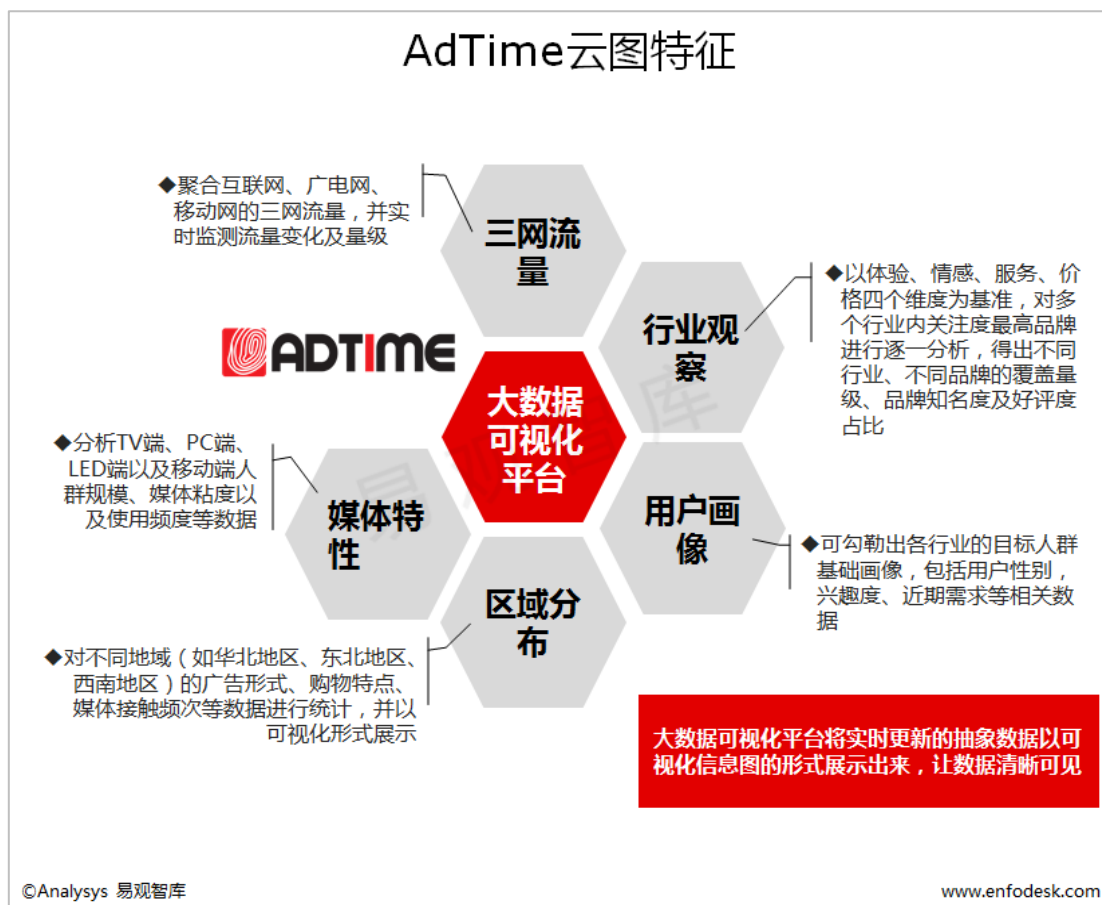 AdTime云图特征
◆聚合互联网、广电网、
移动网的三网流量，并实
时监测流量变化及量级
三网流
量
◆以体验、情感、服务、价
格四个维度为基准，对多
个行业内关注度最高品牌
进行逐一分析，得出不同
行业、不同品牌的覆盖量
级、品牌知名度及好评度
占比
行业观
察
ADTIME
大数据
可视化
平台
◆分析TV端、PC端、
LED端以及移动端人
群规模、媒体粘度以
及使用频度等数据
媒体特
性
用户画
像
◆可勾勒出各行业的目标人群
基础画像，包括用户性别，
兴趣度、近期需求等相关数
据
区域分
布
◆对不同地域（如华北地区、东北地区、
西南地区）的广告形式、购物特点、
媒体接触频次等数据进行统计，并以
可视化形式展示
大数据可视化平台将实时更新的抽象数据以可
视化信息图的形式展示出来，让数据清晰可见
易观智库
©Analysys 易观智库
www.enfodesk.com